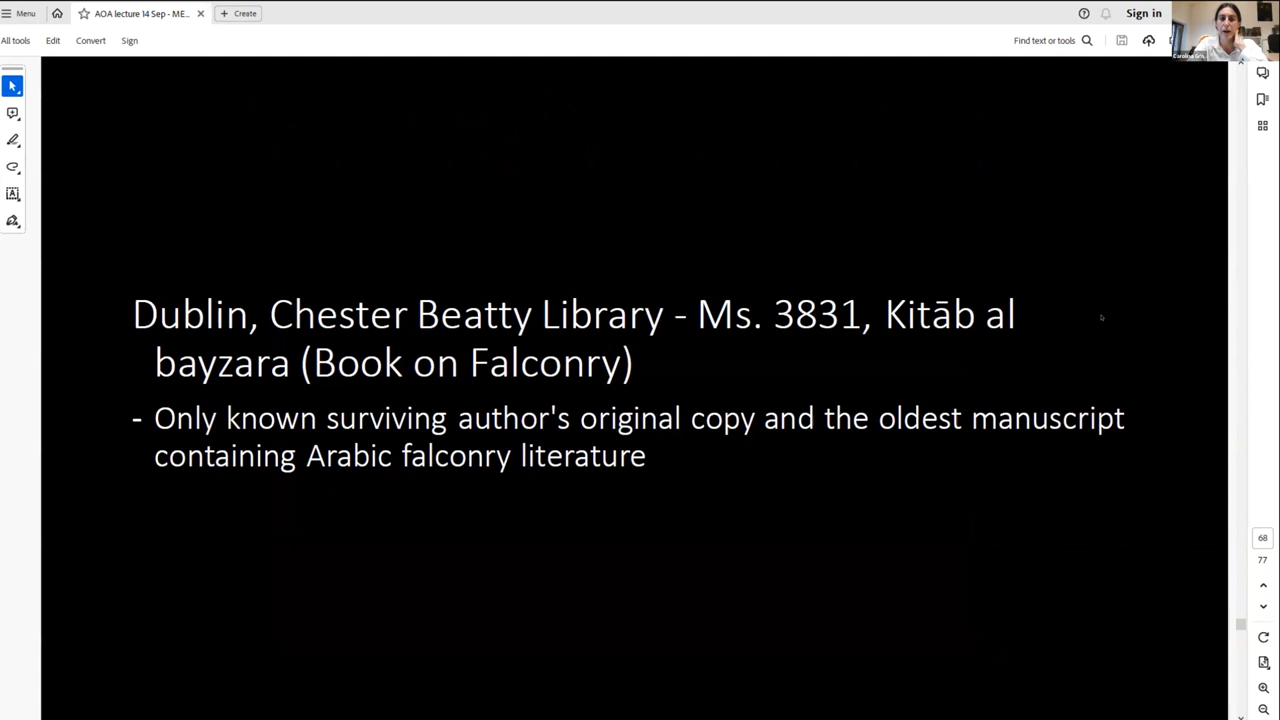 Menu
AOA lecture 14 Sep - ME...
Create
Sign in
All tools
Edit
Convert
Sign
Find text or tools
Dublin, Chester Beatty Library - Ms. 3831, Kitāb al
bayzara (Book on Falconry)
- Only known surviving author's original copy and the oldest manuscript
containing Arabic falconry literature
68
77